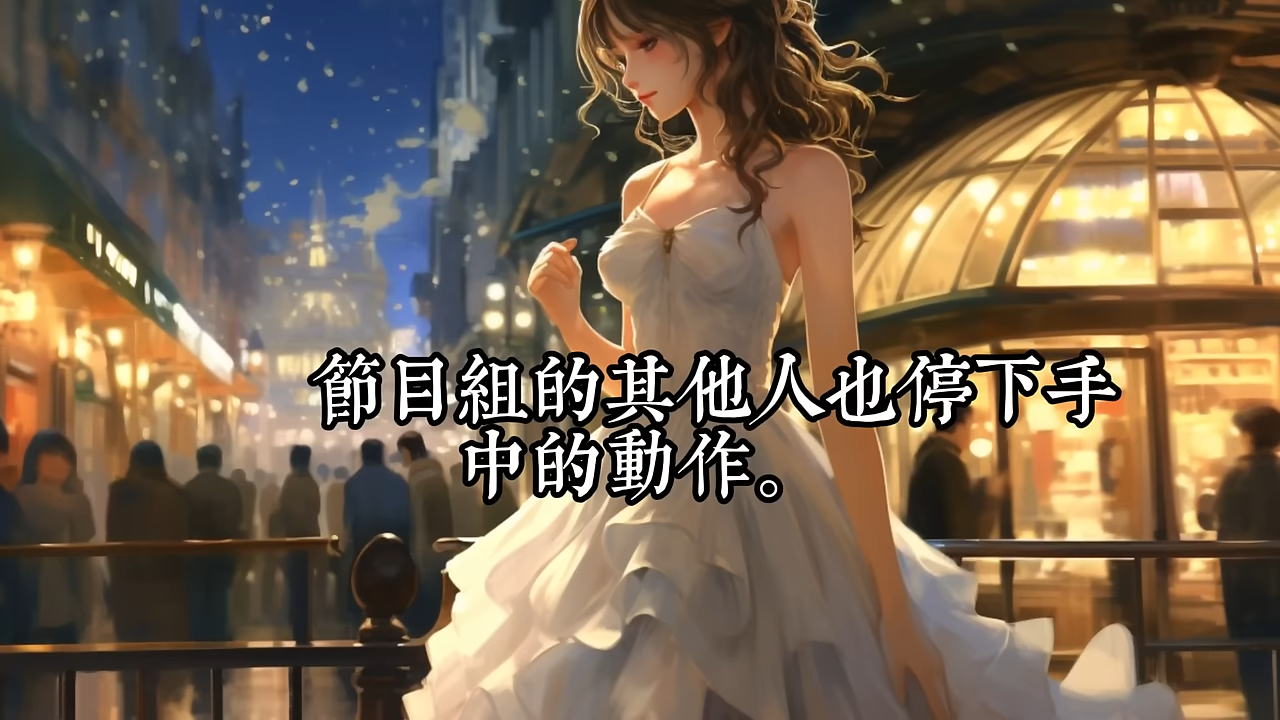 節目組的其他人也停下手
中的動作。